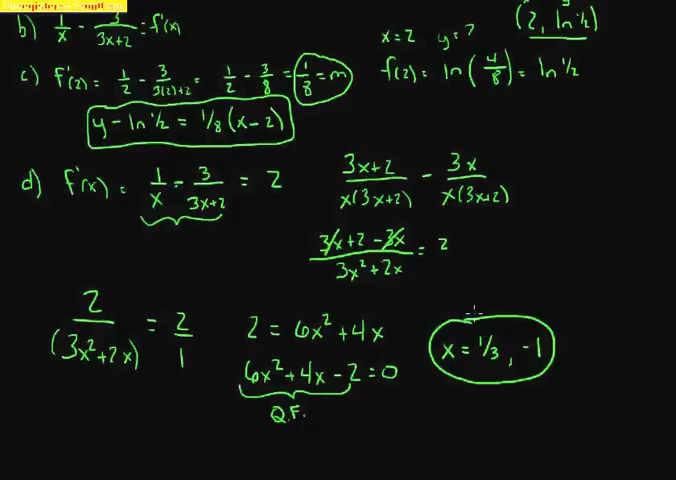 b) 1/x - 3/3x+2 = f'(x)
(2, ln 1/2)
x=2 y=?
c) f'(2) = 1/2 - 3/3(2)+2 = 1/2 - 3/8 = 1/8 = m
f(2) = ln(4/8) = ln 1/2
y - ln 1/2 = 1/8 (x-2)
d) f'(x) = 1/x - 3/3x+2 = 2
3x+2/x(3x+2) - 3x/x(3x+2)
3x+2-3x/3x²+2x = 2
2/(3x²+2x) = 2/1
2 = 6x²+4x
6x²+4x-2=0
Q.F.
x = 1/3, -1